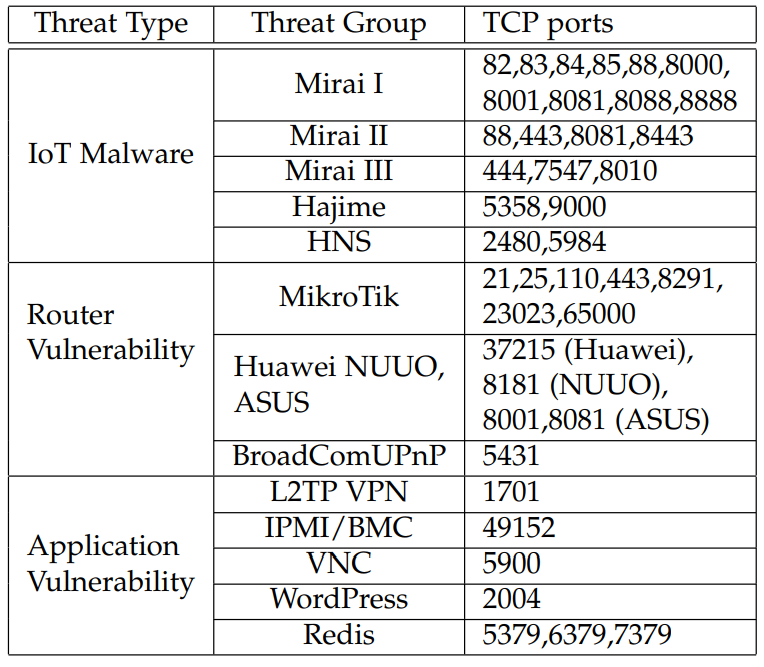 Threat Type Threat Group TCP ports
IoT Malware
Mirai I
82,83,84,85,88,8000,
8001,8081,8088,8888
Mirai II 88,443,8081,8443
Mirai III 444,7547,8010
Hajime 5358,9000
HNS 2480,5984
Router
Vulnerability
MikroTik
21,25,110,443,8291,
23023,65000
Huawei NUUO,
ASUS
37215 (Huawei),
8181 (NUUO),
8001,8081 (ASUS)
BroadComUPnP 5431
Application
Vulnerability
L2TP VPN 1701
IPMI/BMC 49152
VNC 5900
WordPress 2004
Redis 5379,6379,7379